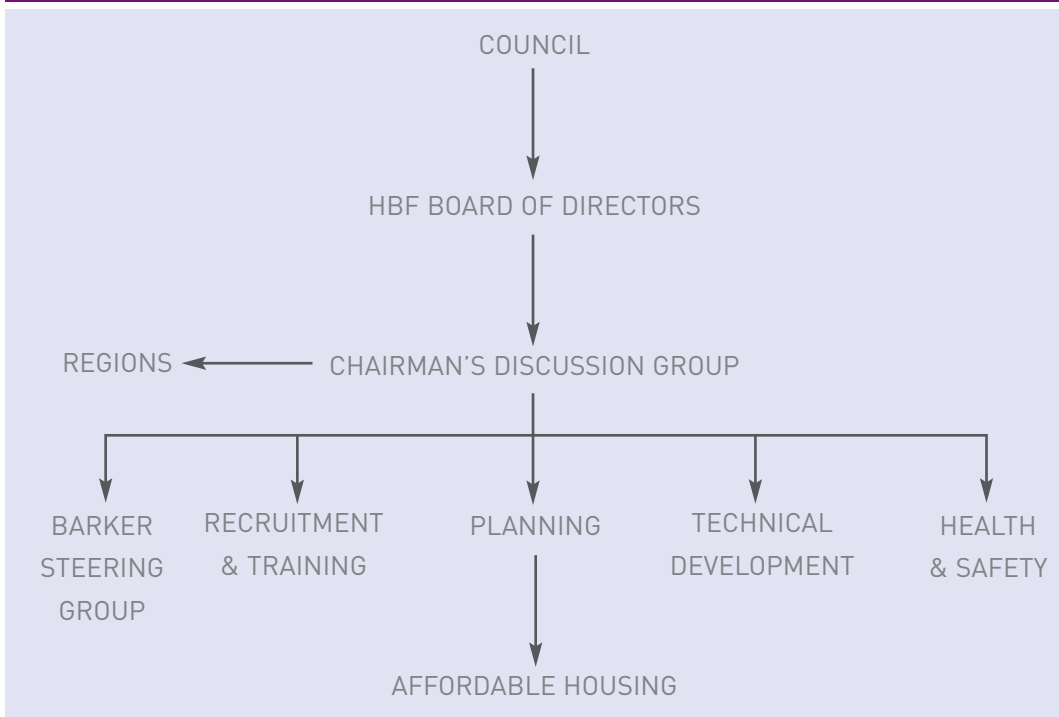 COUNCIL
HBF BOARD OF DIRECTORS
REGIONS
CHAIRMAN'S DISCUSSION GROUP
BARKER
STEERING
GROUP
RECRUITMENT
& TRAINING
PLANNING
TECHNICAL
DEVELOPMENT
HEALTH
& SAFETY
AFFORDABLE HOUSING